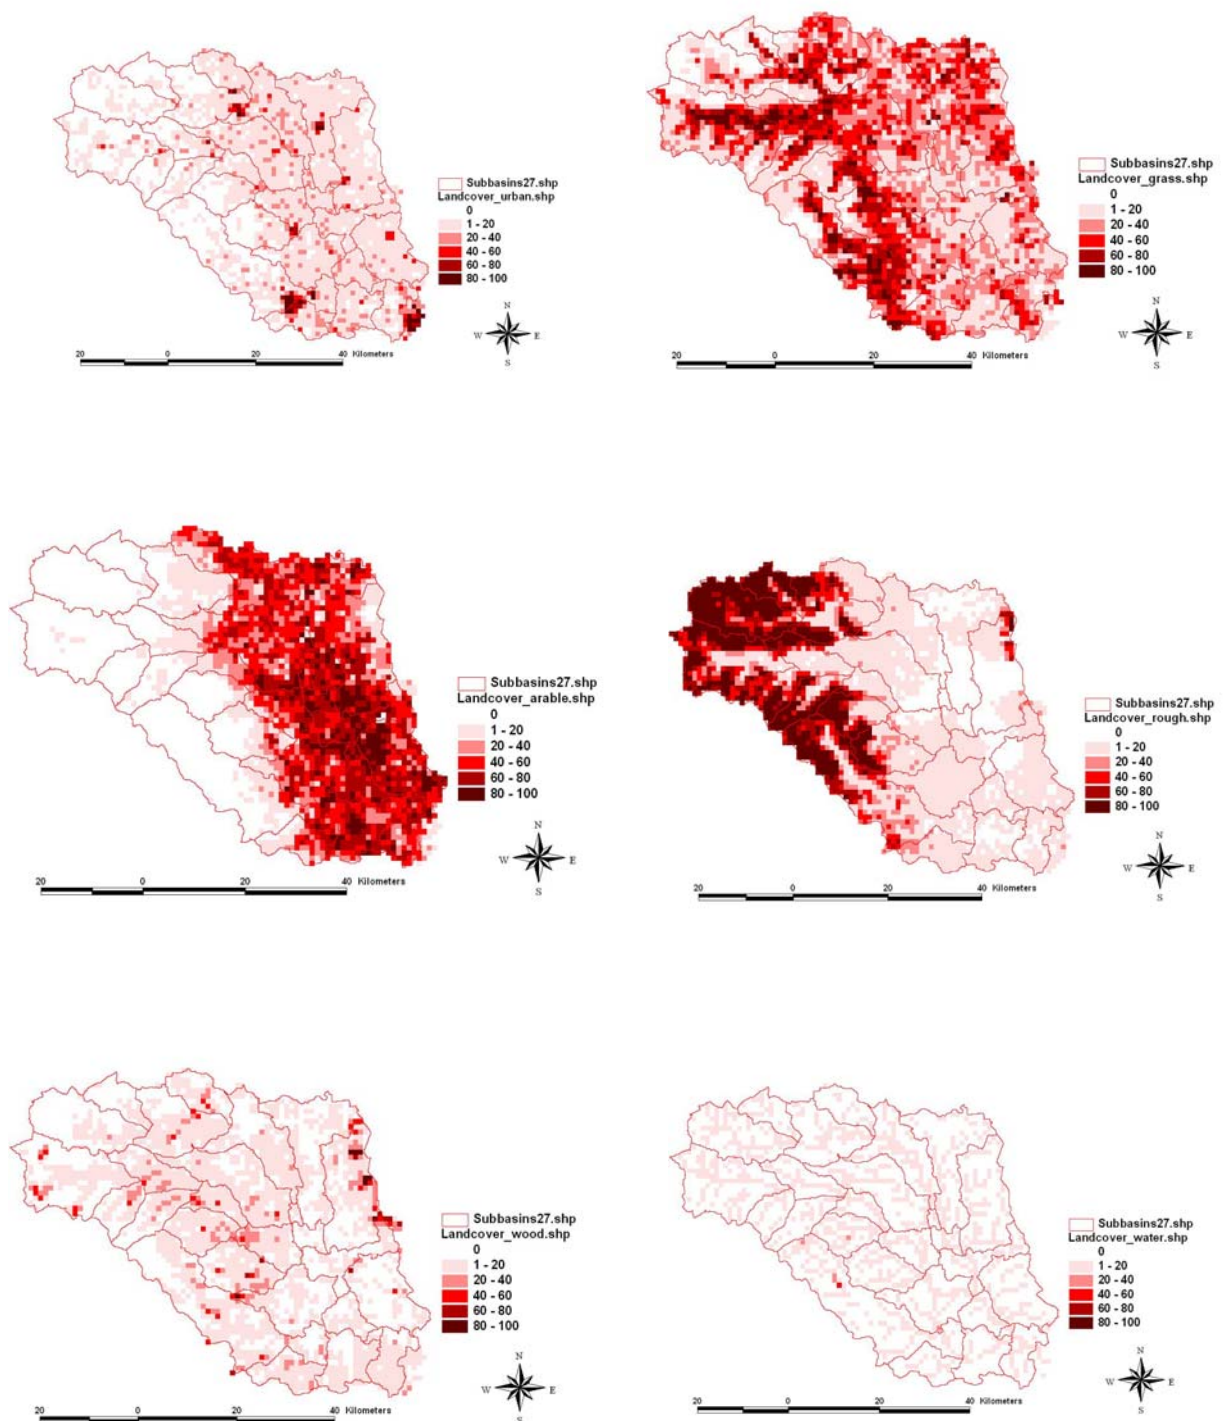 Subbasins27.shp
Landcover_urban.shp
0
1 - 20
20 - 40
40 - 60
60 - 80
80 - 100
N
W E
S
20 0 20 40 Kilometers
Subbasins27.shp
Landcover_grass.shp
0
1 - 20
20 - 40
40 - 60
60 - 80
80 - 100
N
W E
S
20 0 20 40 Kilometers
Subbasins27.shp
Landcover_arable.shp
0
1 - 20
20 - 40
40 - 60
60 - 80
80 - 100
N
W E
S
20 0 20 40 Kilometers
Subbasins27.shp
Landcover_rough.shp
0
1 - 20
20 - 40
40 - 60
60 - 80
80 - 100
N
W E
S
20 0 20 40 Kilometers
Subbasins27.shp
Landcover_wood.shp
0
1 - 20
20 - 40
40 - 60
60 - 80
80 - 100
N
W E
S
20 0 20 40 Kilometers
Subbasins27.shp
Landcover_water.shp
0
1 - 20
20 - 40
40 - 60
60 - 80
80 - 100
N
W E
S
20 0 20 40 Kilometers